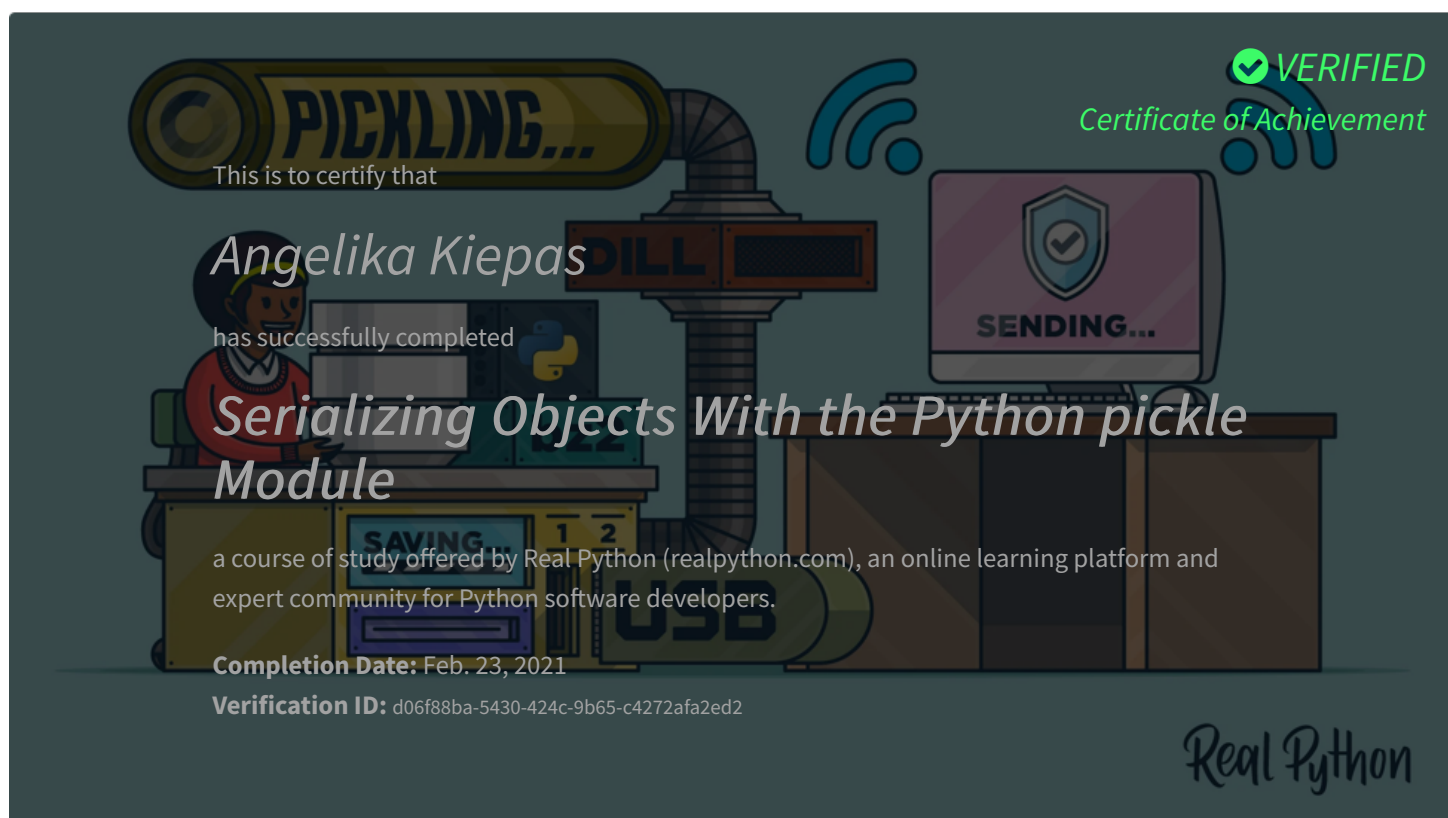 VERIFIED
Certificate of Achievement
PICKLING...
This is to certify that
Angelika Kiepas
DILL
has successfully completed
SENDING...
Serializing Objects With the Python pickle
Module
SAVING...
1 2
a course of study offered by Real Python (realpython.com), an online learning platform and
expert community for Python software developers.
USB
Completion Date: Feb. 23, 2021
Verification ID: d06f88ba-5430-424c-9b65-c4272afa2ed2
Real Python